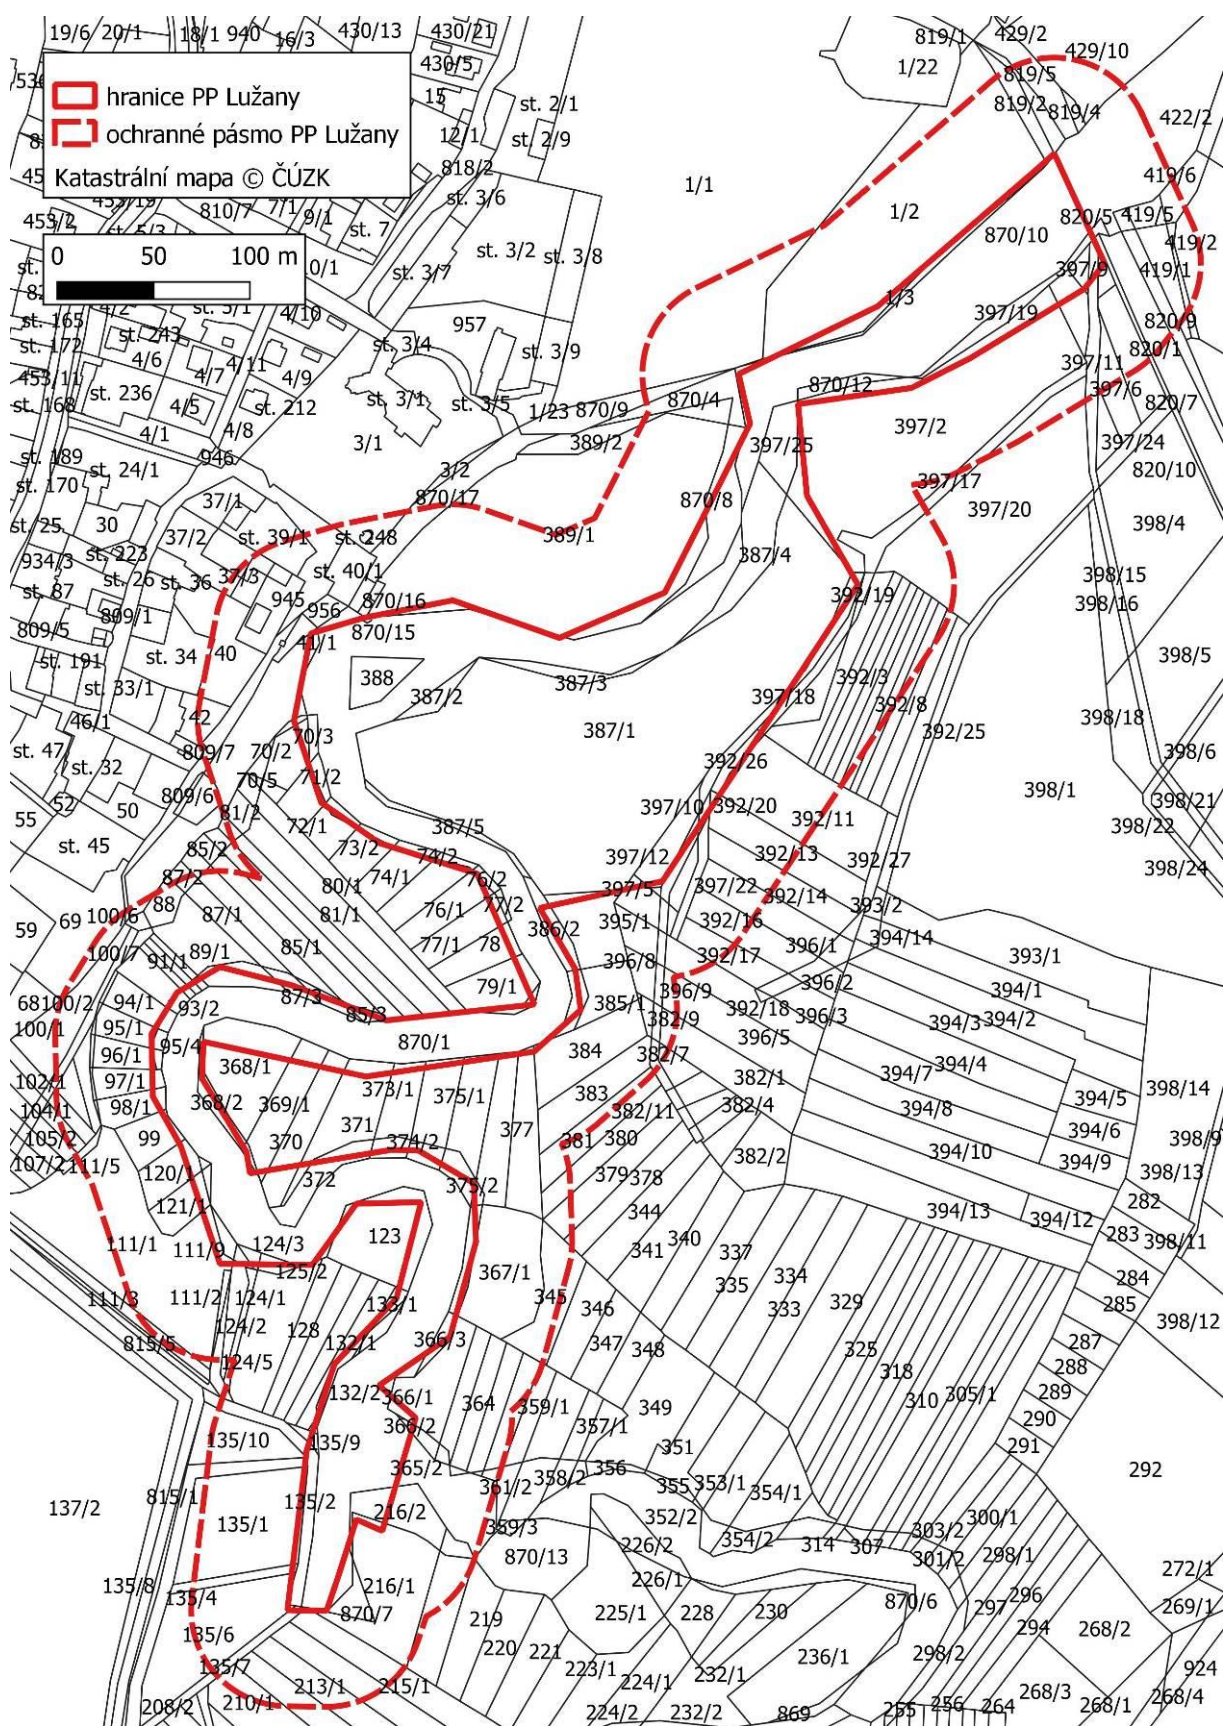 19/6 20/1 18/1 940 16/3 430/13 430/21 819/1 429/2
429/10
430/5 1/22 819/5
hranice PP Lužany
15 st. 2/1 819/2 819/4 422/2
ochranné pásmo PP Lužany
12/1 st. 2/9
Katastrální mapa © ČÚZK
818/2 1/1 419/6
453/19 810/7 7/1 9/1 st. 3/6 1/2
453/2 st. 5/3 st. 7 820/5 419/5
0 50 100 m
st. 3/2 st. 3/8 870/10 419/2
st. 3/7 397/9 419/1
1/3
4/2 st. 3/1 4/10 397/19
st. 165 st. 243 957 820/9
st. 172 4/6 st. 3/4 st. 3/9 820/1
4/11 397/11
453/11 4/7 4/9 870/12 397/6
st. 168 st. 236 4/5 st. 212 st. 3/1 st. 3/5 1/23 870/9 870/4 820/7
4/1 4/8 3/1 389/2 397/25 397/2 397/24
st. 189 946 820/10
st. 24/1 3/2
st. 170 37/1 870/17 870/8 397/17
397/20
st. 25 30 37/2 st. 39/1 st. 248 389/1 398/4
934/3 st. 223 387/4
st. 26 st. 36 37/3 st. 40/1 398/15
st. 87 945 870/16 392/19
809/1 956 398/16
809/5 870/15
41/1
st. 191 st. 34 40 398/5
st. 33/1 388 387/3 392/3
387/2 397/18
42 392/8
46/1 387/1 398/18
st. 47 809/7 70/2 70/3 392/25
st. 32 392/26 398/6
70/5 71/2 398/1
52 50 809/6 397/10 392/20 398/21
55 81/2 72/1 387/5 392/11 398/22
st. 45 85/2 73/2 74/2 397/12 392/13 392/27
398/24
87/2 74/1 76/2 397/5 397/22
88 80/1 77/2 392/14
69 100/6 87/1 81/1 76/1 386/2 395/1 392/16 393/2
59 78 396/1 394/14
100/7 91/1 89/1 85/1 77/1 396/8 392/17 393/1
79/1 396/2
68 100/2 94/1 93/2 87/3 385/1 396/9 394/1
100/1 95/1 85/3 382/9 392/18 396/3 394/3 394/2
95/4 870/1 384 396/5
96/1 368/1 382/7 394/4
102/1 97/1 373/1 375/1 383 382/1 394/7 398/14
104/1 98/1 368/2 369/1 382/11 382/4 394/8 394/5
105/2 99 370 371 374/2 377 381 380 394/6 398/9
107/2 111/5 382/2 394/10 394/9 398/13
120/1 372 375/2 379 378
121/1 344 394/13 394/12 282
123 340 283
111/1 111/9 124/3 341 337 398/11
125/2 367/1 335 334 284
111/3 111/2 124/1 133/1 345 346 333 329 285
124/2 128 398/12
815/5 132/1 366/3 347 348 325 287
124/5 318 288
132/2 366/1 364 310 305/1 289
366/2 359/1 349
357/1 290
135/10 135/9 351 291
365/2 356 292
358/2 355 353/1
815/1 135/2 361/2 354/1
137/2 216/2 352/2 300/1
135/1 359/3 303/2
226/2 354/2 314 307
870/13 301/2 298/1
272/1
135/8 216/1 226/1 296
135/4 870/6 269/1
870/7 219 225/1 228 230 297
294 268/2
135/6 220 221 236/1 298/2
135/7 223/1 232/1 924
213/1 215/1 224/1 268/3
208/2 210/1 256 264 268/1 268/4
224/2 232/2 869 255